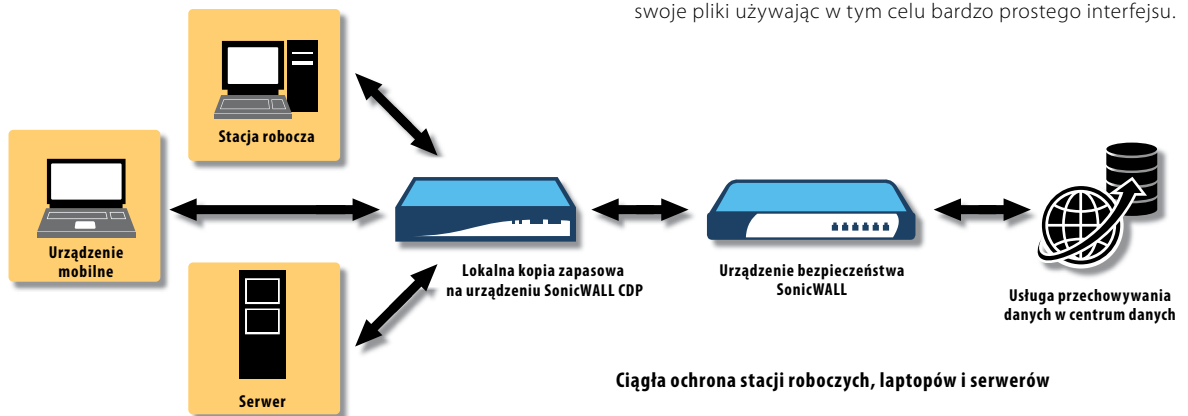 swoje pliki używając w tym celu bardzo prostego interfejsu.
Stacja robocza
Urządzenie
mobilne
Serwer
Lokalna kopia zapasowa
na urządzeniu SonicWALL CDP
Urządzenie bezpieczeństwa
SonicWALL
Usługa przechowywania
danych w centrum danych
Ciągła ochrona stacji roboczych, laptopów i serwerów